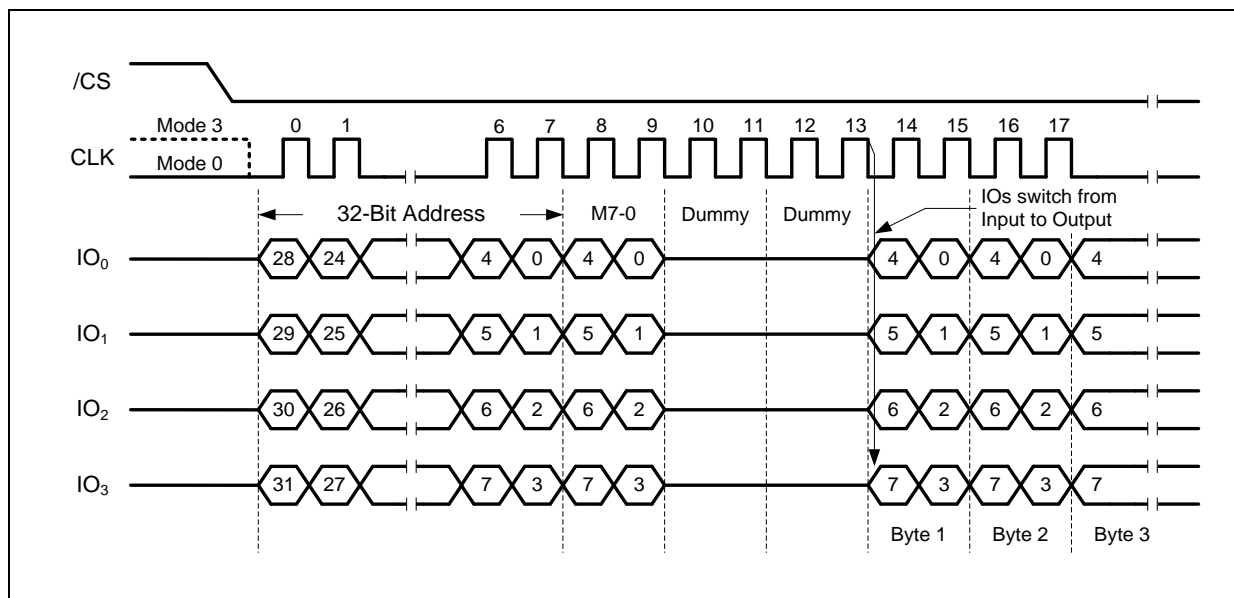 /CS
Mode 3
CLK
Mode 0
0 1 6 7 8 9 10 11 12 13 14 15 16 17
32-Bit Address M7-0 Dummy Dummy
IOs switch from
Input to Output
IO₀ 28 24 4 0 4 0 4 0 4 0 4
IO₁ 29 25 5 1 5 1 5 1 5 1 5
IO₂ 30 26 6 2 6 2 6 2 6 2 6
IO₃ 31 27 7 3 7 3 7 3 7 3 7
Byte 1 Byte 2 Byte 3